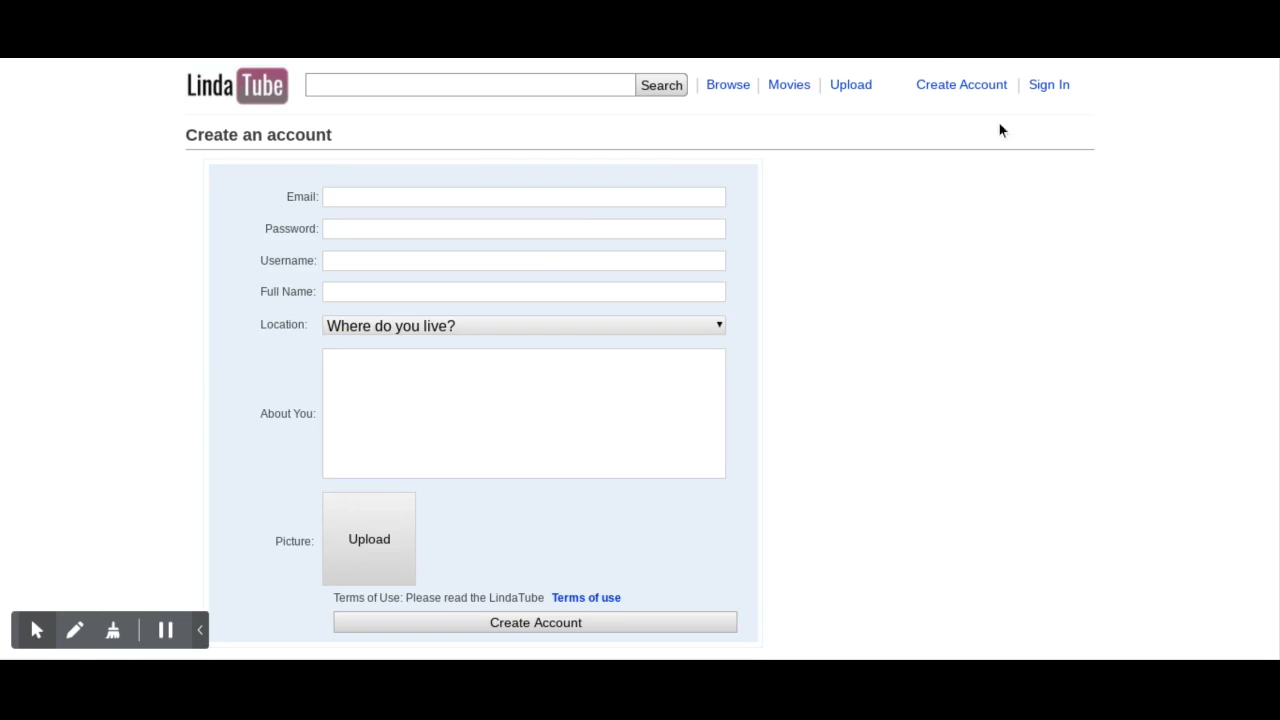 Linda Tube Search Browse Movies Upload Create Account Sign In
Create an account
Email:
Password:
Username:
Full Name:
Location: Where do you live?
About You:
Picture: Upload
Terms of Use: Please read the LindaTube Terms of use
Create Account